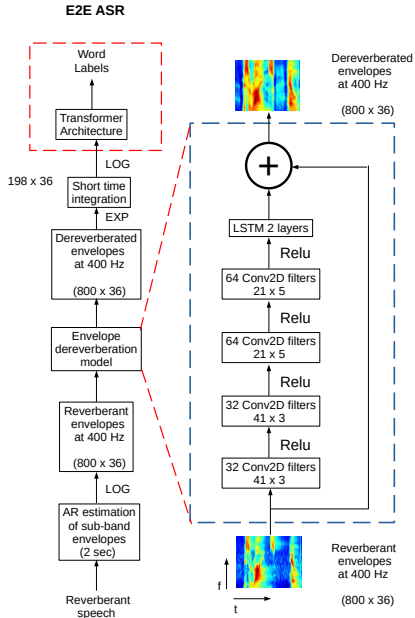 E2E ASR
Word
Labels
Transformer
Architecture
LOG
198 x 36
Short time
integration
EXP
Dereverberated
envelopes
at 400 Hz
(800 x 36)
Envelope
dereverberation
model
Reverberant
envelopes
at 400 Hz
(800 x 36)
LOG
AR estimation
of sub-band
envelopes
(2 sec)
Reverberant
speech
Dereverberated
envelopes
at 400 Hz
(800 x 36)
+
LSTM 2 layers
Relu
64 Conv2D filters
21 x 5
Relu
64 Conv2D filters
21 x 5
Relu
32 Conv2D filters
41 x 3
Relu
32 Conv2D filters
41 x 3
Reverberant
envelopes
at 400 Hz
(800 x 36)
f
t